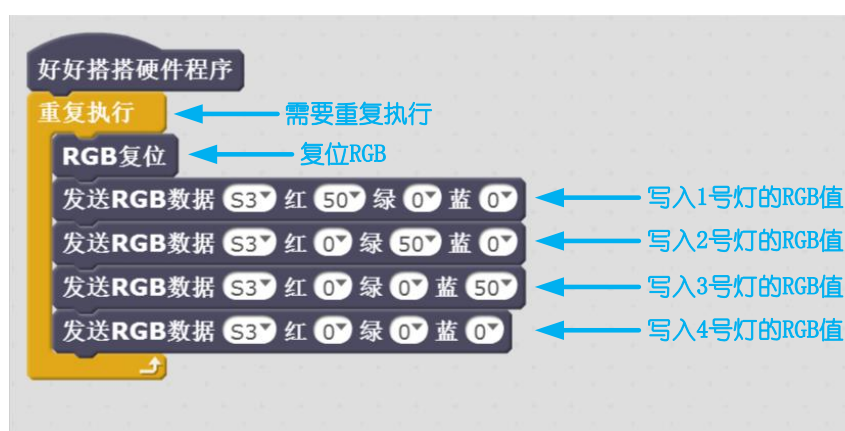 好好搭搭硬件程序
重复执行 需要重复执行
RGB复位 复位RGB
发送RGB数据 S3 红 50 绿 0 蓝 0 写入1号灯的RGB值
发送RGB数据 S3 红 0 绿 50 蓝 0 写入2号灯的RGB值
发送RGB数据 S3 红 0 绿 0 蓝 50 写入3号灯的RGB值
发送RGB数据 S3 红 0 绿 0 蓝 0 写入4号灯的RGB值